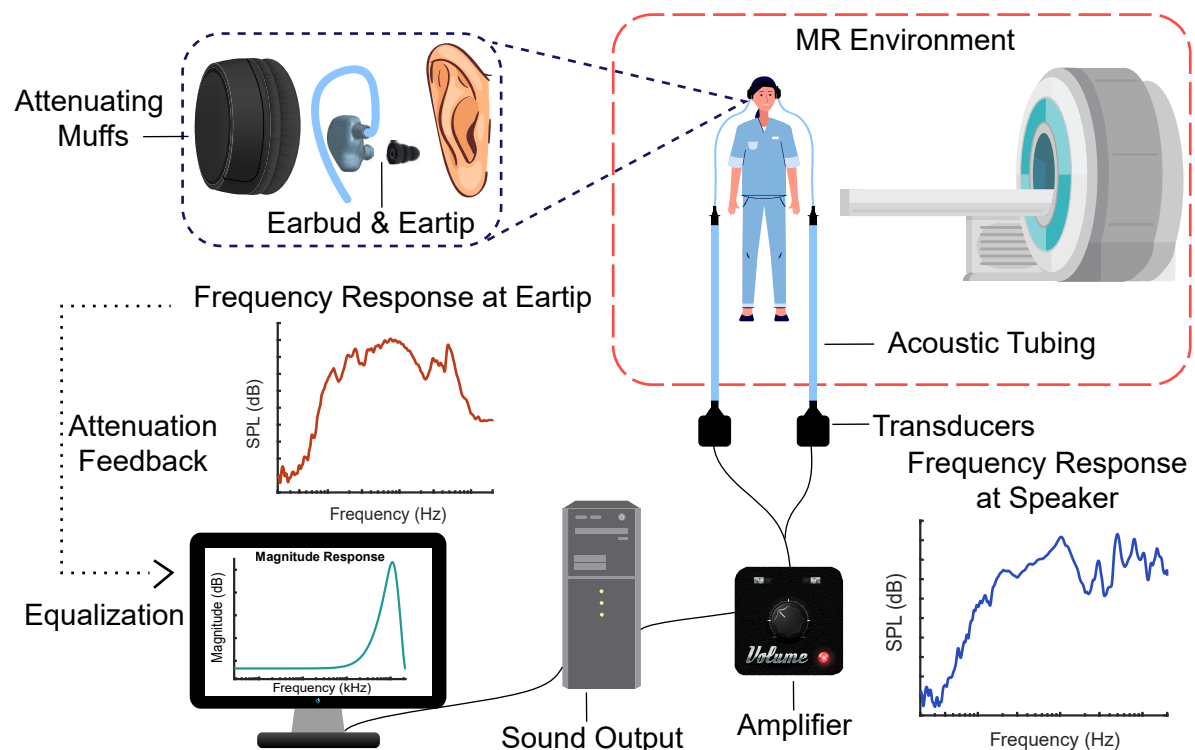 MR Environment
Attenuating
Muffs
Earbud & Eartip
Frequency Response at Eartip
SPL (dB)
Frequency (Hz)
Attenuation
Feedback
Acoustic Tubing
Transducers
Frequency Response
at Speaker
SPL (dB)
Frequency (Hz)
Equalization
Magnitude Response
Magnitude (dB)
Frequency (kHz)
Sound Output
Volume
Amplifier